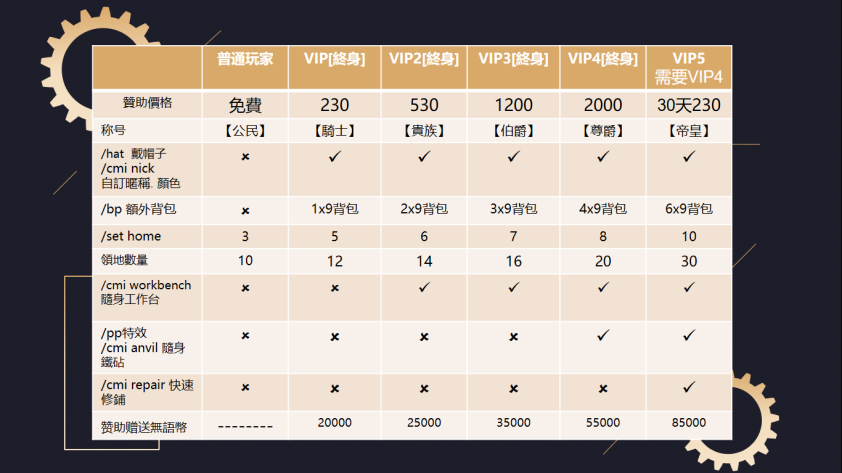 普通玩家 VIP[終身] VIP2[終身] VIP3[終身] VIP4[終身] VIP5
需要VIP4
贊助價格 免費 230 530 1200 2000 30天230
称号 【公民】 【騎士】 【貴族】 【伯爵】 【尊爵】 【帝皇】
/hat 戴帽子 × ✓ ✓ ✓ ✓ ✓
/cmi nick
自訂暱稱. 顏色
/bp 額外背包 × 1x9背包 2x9背包 3x9背包 4x9背包 6x9背包
/set home 3 5 6 7 8 10
領地數量 10 12 14 16 20 30
/cmi workbench × × ✓ ✓ ✓ ✓
隨身工作台
/pp特效 × × × × ✓ ✓
/cmi anvil 隨身
鐵砧
/cmi repair 快速 × × × × × ✓
修鋪
贊助赠送無語幣 -------- 20000 25000 35000 55000 85000